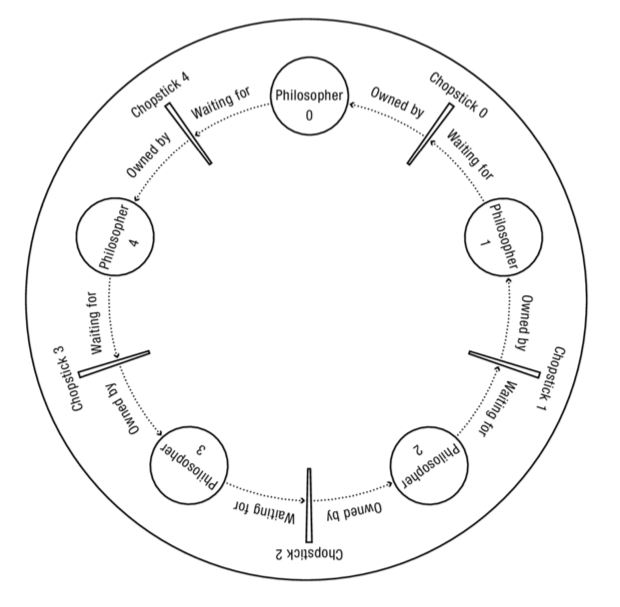 Philosopher
0
Owned by
Chopstick 0
Waiting for
Philosopher
1
Owned by
Chopstick 1
Waiting for
Philosopher
2
Owned by
Chopstick 2
Waiting for
Philosopher
3
Owned by
Chopstick 3
Waiting for
Philosopher
4
Owned by
Chopstick 4
Waiting for